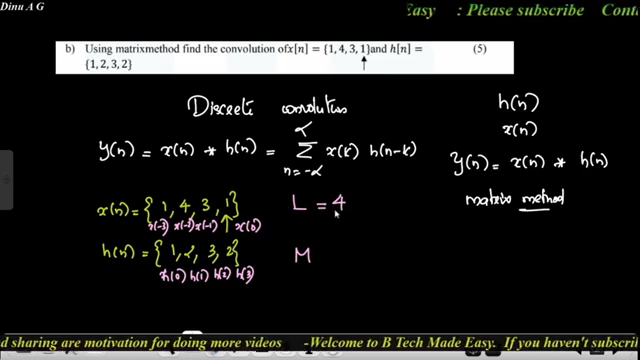 Dinu A G
Easy : Please subscribe Cont
b) Using matrixmethod find the convolution ofx[n] = {1, 4, 3, 1}and h[n] = (5)
{1, 2, 3, 2}
↑
Discrete convolution
h(n)
x(n)
α
y(n) = x(n) * h(n) = Σ x(k) h(n-k)
n=-α
y(n) = x(n) * h(n)
matrix method
x(n) = { 1, 4, 3, 1 } L = 4
x(-3) x(-2) x(-1) ↑ x(0)
h(n) = { 1, 2, 3, 2 } M
h(0) h(1) h(2) h(3)
d sharing are motivation for doing more videos -Welcome to B Tech Made Easy. If you haven't subscribed